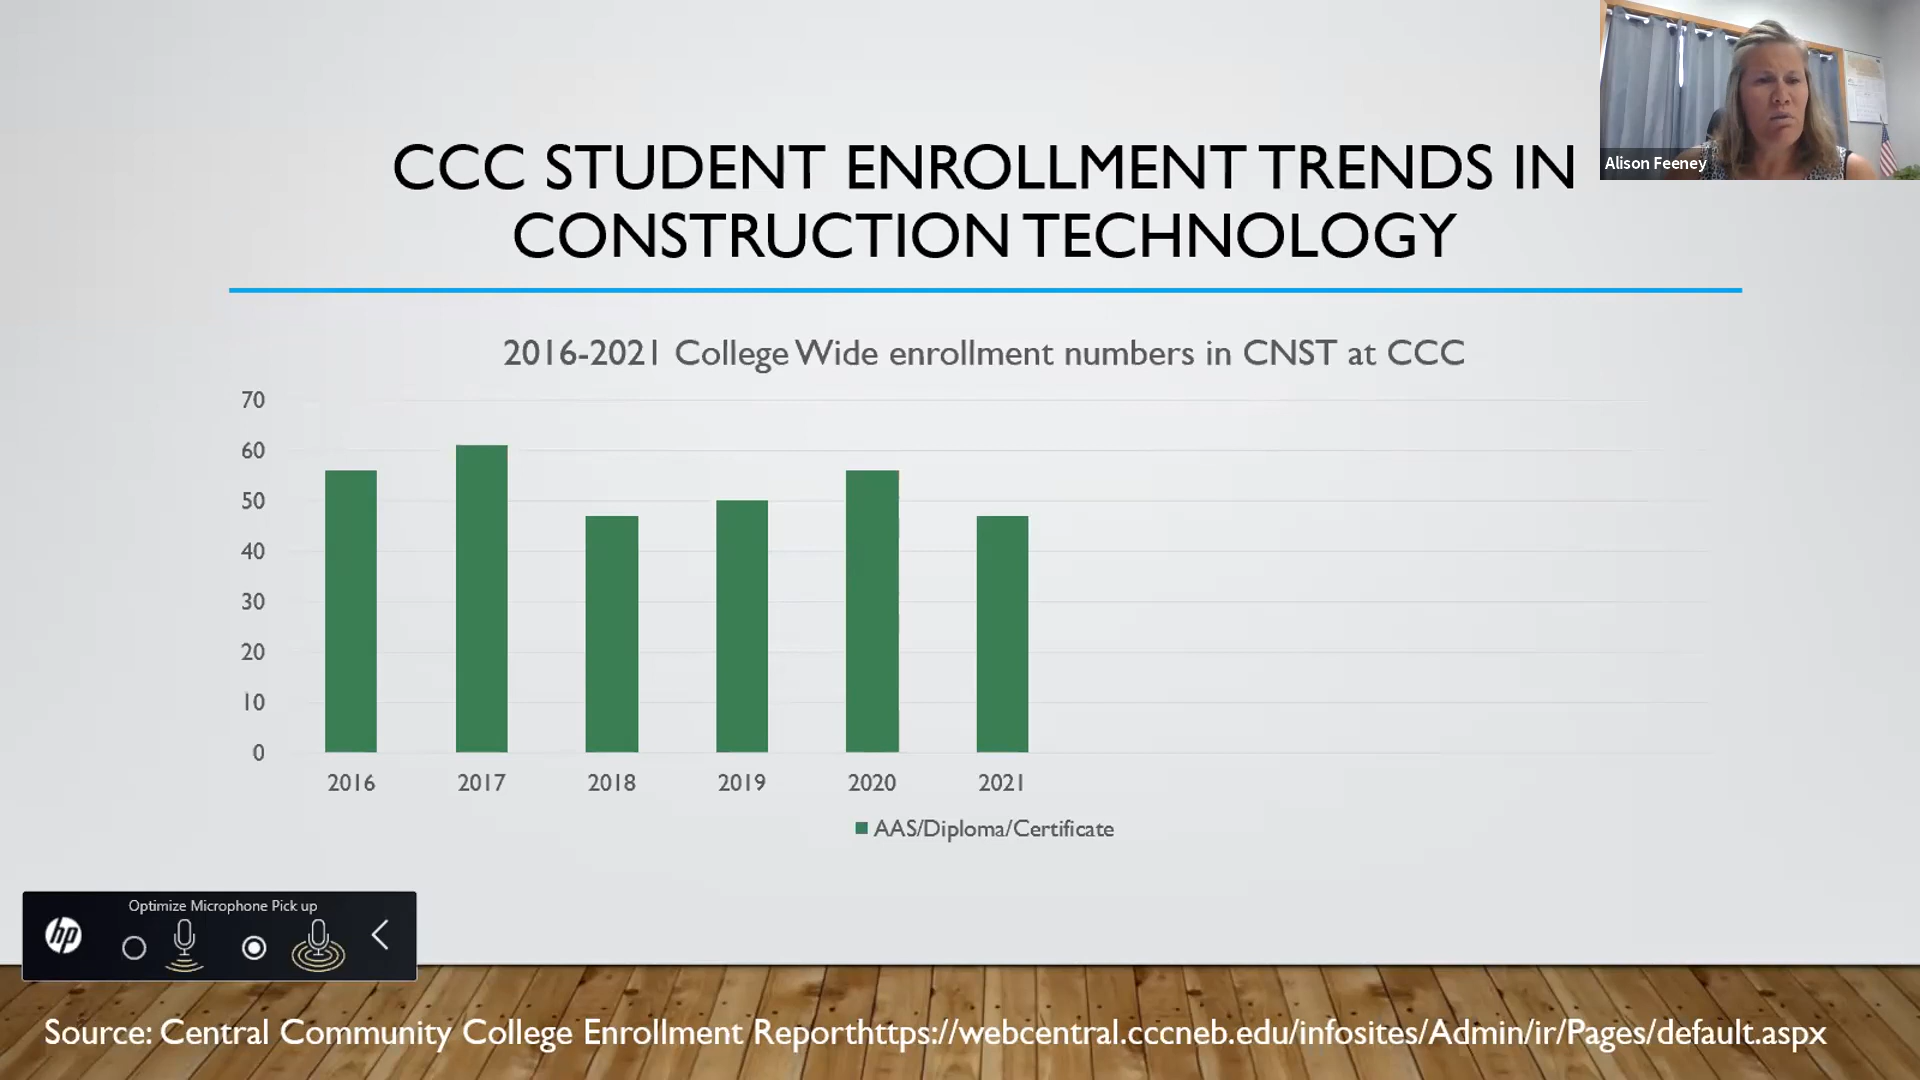 CCC STUDENT ENROLLMENT TRENDS IN
CONSTRUCTION TECHNOLOGY
Alison Feeney
2016-2021 College Wide enrollment numbers in CNST at CCC
70
60
50
40
30
20
10
0
2016 2017 2018 2019 2020 2021
AAS/Diploma/Certificate
Optimize Microphone Pick up
hp
Source: Central Community College Enrollment Reporthttps://webcentral.cccneb.edu/infosites/Admin/ir/Pages/default.aspx